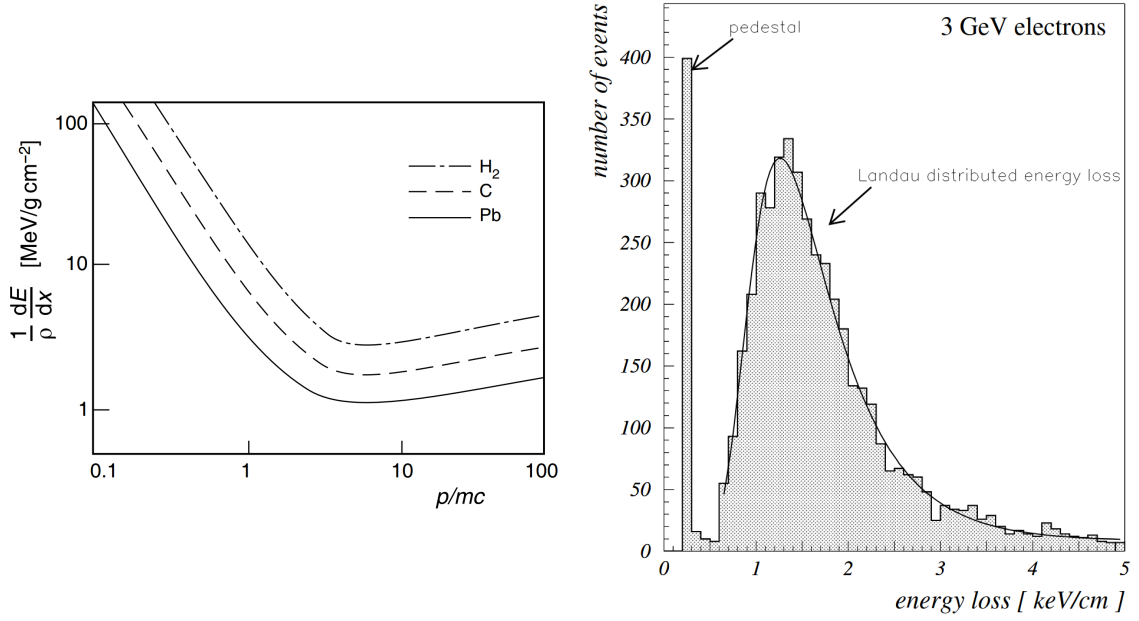 100
10
1
1/ρ dE/dx [MeV/g cm⁻²]
H₂
C
Pb
0.1 1 10 100
p/mc
3 GeV electrons
pedestal
Landau distributed energy loss
number of events
400
350
300
250
200
150
100
50
0
0 1 2 3 4 5
energy loss [ keV/cm ]